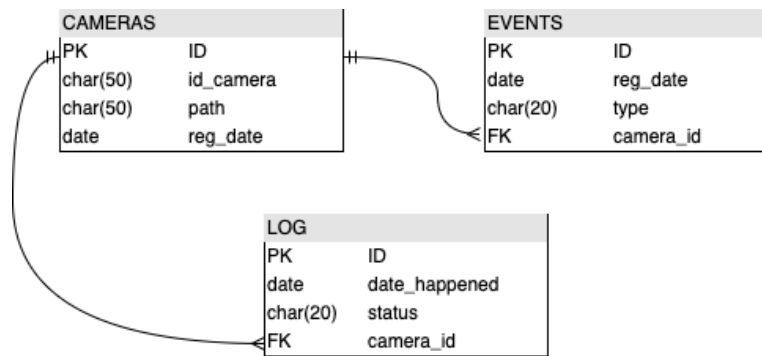 CAMERAS
PK ID
char(50) id_camera
char(50) path
date reg_date
EVENTS
PK ID
date reg_date
char(20) type
FK camera_id
LOG
PK ID
date date_happened
char(20) status
FK camera_id